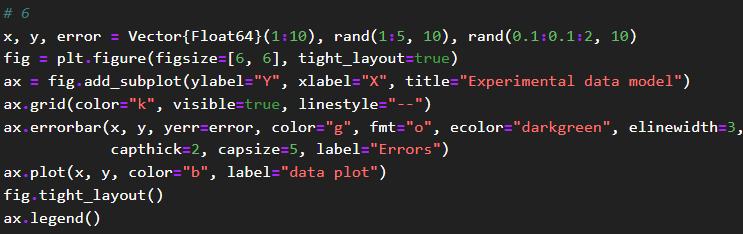 # 6
x, y, error = Vector{Float64}(1:10), rand(1:5, 10), rand(0.1:0.1:2, 10)
fig = plt.figure(figsize=[6, 6], tight_layout=true)
ax = fig.add_subplot(ylabel="Y", xlabel="X", title="Experimental data model")
ax.grid(color="k", visible=true, linestyle="--")
ax.errorbar(x, y, yerr=error, color="g", fmt="o", ecolor="darkgreen", elinewidth=3,
            capthick=2, capsize=5, label="Errors")
ax.plot(x, y, color="b", label="data plot")
fig.tight_layout()
ax.legend()